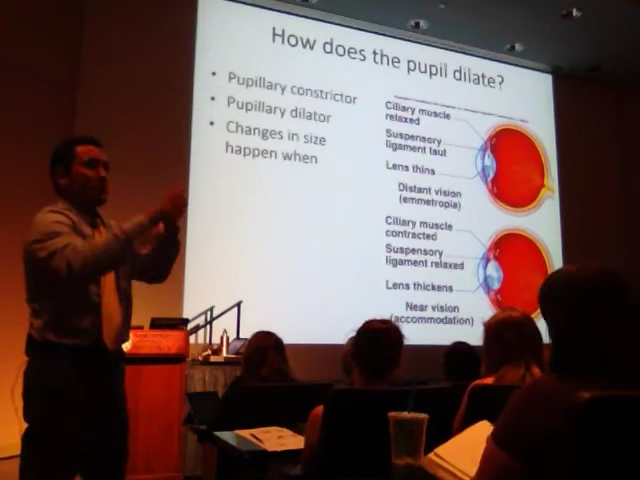 How does the pupil dilate?
• Pupillary constrictor
• Pupillary dilator
• Changes in size
happen when
Ciliary muscle
relaxed
Suspensory
ligament taut
Lens thins
Distant vision
(emmetropia)
Ciliary muscle
contracted
Suspensory
ligament relaxed
Lens thickens
Near vision
(accommodation)